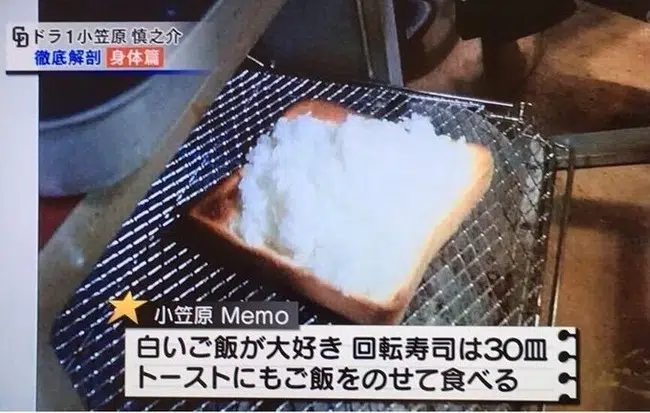 CD ドラ1小笠原 慎之介
徹底解剖 身体篇
小笠原 Memo
白いご飯が大好き 回転寿司は30皿
トーストにもご飯をのせて食べる